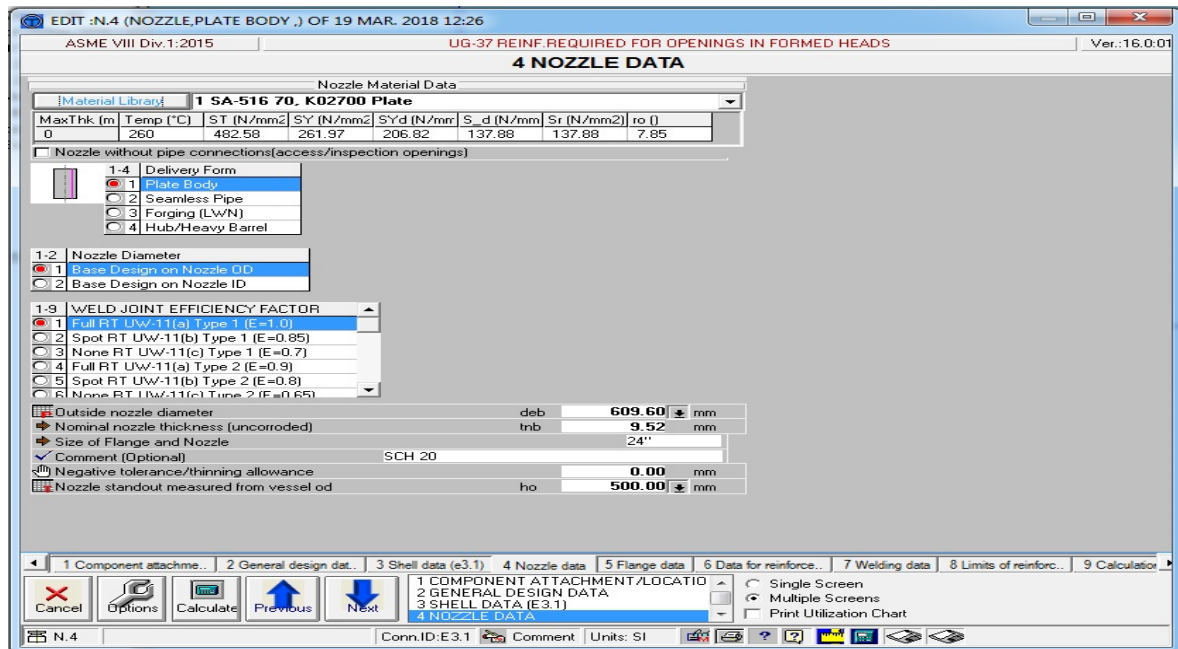 EDIT :N.4 (NOZZLE,PLATE BODY ,) OF 19 MAR. 2018 12:26
ASME VIII Div.1:2015 UG-37 REINF.REQUIRED FOR OPENINGS IN FORMED HEADS Ver.:16.0:01
4 NOZZLE DATA
Nozzle Material Data
Material Library 1 SA-516 70, K02700 Plate
MaxThk (m Temp (°C) ST (N/mm2 SY (N/mm2 SYd (N/mm S_d (N/mm Sr (N/mm2) ro ()
0 260 482.58 261.97 206.82 137.88 137.88 7.85
Nozzle without pipe connections(access/inspection openings)
1-4 Delivery Form
1 Plate Body
2 Seamless Pipe
3 Forging (LWN)
4 Hub/Heavy Barrel
1-2 Nozzle Diameter
1 Base Design on Nozzle OD
2 Base Design on Nozzle ID
1-9 WELD JOINT EFFICIENCY FACTOR
1 Full RT UW-11(a) Type 1 (E=1.0)
2 Spot RT UW-11(b) Type 1 (E=0.85)
3 None RT UW-11(c) Type 1 (E=0.7)
4 Full RT UW-11(a) Type 2 (E=0.9)
5 Spot RT UW-11(b) Type 2 (E=0.8)
6 None RT UW-11(c) Type 2 (E=0.65)
Outside nozzle diameter deb 609.60 mm
Nominal nozzle thickness (uncorroded) tnb 9.52 mm
Size of Flange and Nozzle 24''
Comment (Optional) SCH 20
Negative tolerance/thinning allowance 0.00 mm
Nozzle standout measured from vessel od ho 500.00 mm
1 Component attachme.. 2 General design dat.. 3 Shell data (e3.1) 4 Nozzle data 5 Flange data 6 Data for reinforce.. 7 Welding data 8 Limits of reinforc.. 9 Calculation
Cancel Options Calculate Previous Next
1 COMPONENT ATTACHMENT/LOCATIO
2 GENERAL DESIGN DATA
3 SHELL DATA (E3.1)
4 NOZZLE DATA
Single Screen
Multiple Screens
Print Utilization Chart
N.4 Conn.ID:E3.1 Comment Units: SI